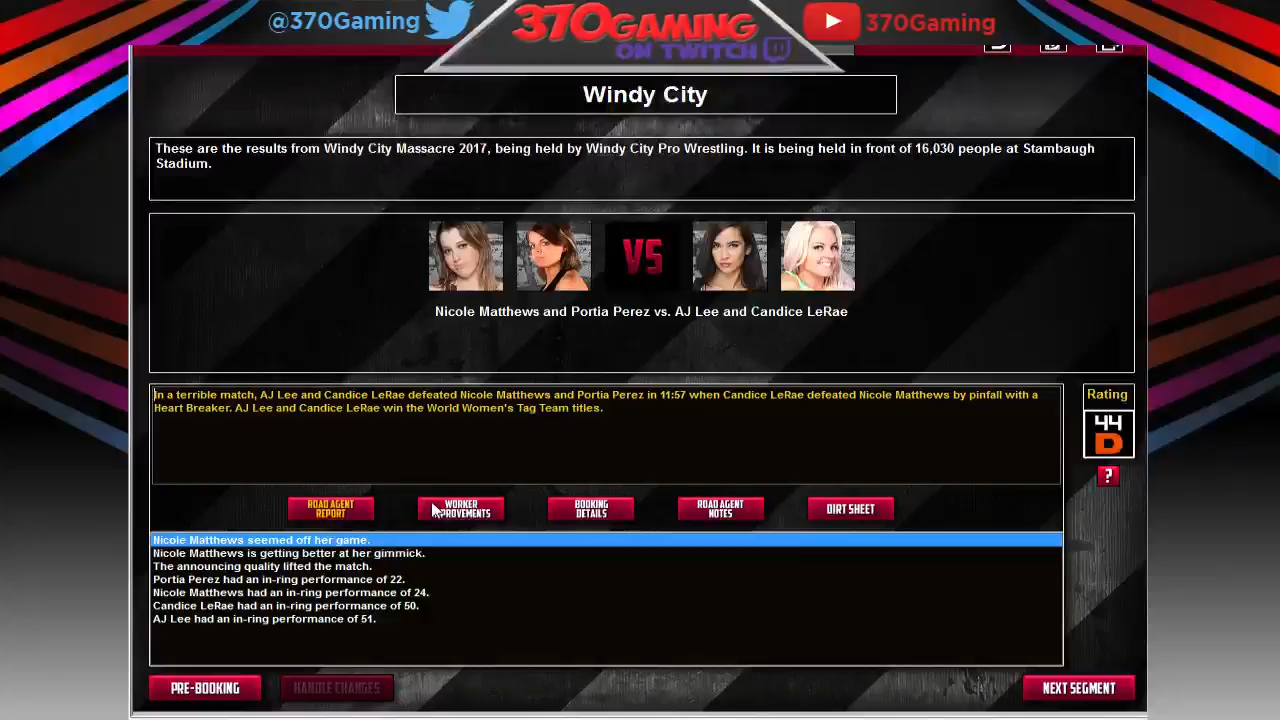 @370Gaming
370GAMING
ON TWITCH
370Gaming
Windy City
These are the results from Windy City Massacre 2017, being held by Windy City Pro Wrestling. It is being held in front of 16,030 people at Stambaugh
Stadium.
VS
Nicole Matthews and Portia Perez vs. AJ Lee and Candice LeRae
In a terrible match, AJ Lee and Candice LeRae defeated Nicole Matthews and Portia Perez in 11:57 when Candice LeRae defeated Nicole Matthews by pinfall with a
Heart Breaker. AJ Lee and Candice LeRae win the World Women's Tag Team titles.
Rating
44
D
?
ROAD AGENT
REPORT
WORKER
PROVEMENTS
BOOKING
DETAILS
ROAD AGENT
NOTES
DIRT SHEET
Nicole Matthews seemed off her game.
Nicole Matthews is getting better at her gimmick.
The announcing quality lifted the match.
Portia Perez had an in-ring performance of 22.
Nicole Matthews had an in-ring performance of 24.
Candice LeRae had an in-ring performance of 50.
AJ Lee had an in-ring performance of 51.
PRE-BOOKING
HANDLE CHANGES
NEXT SEGMENT